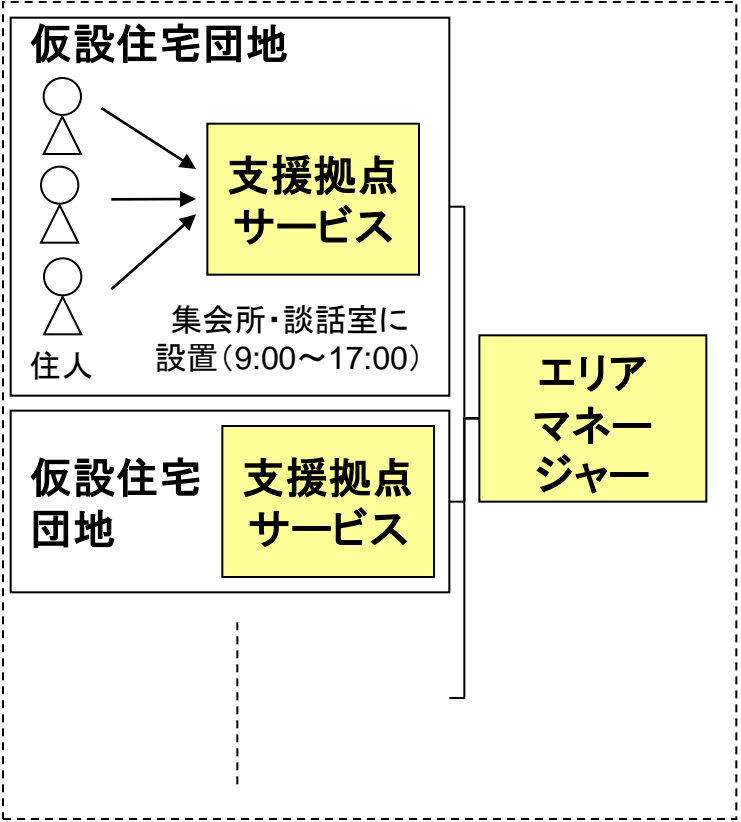 仮設住宅団地
支援拠点
サービス
集会所・談話室に
設置（9:00～17:00）
住人
仮設住宅
団地
支援拠点
サービス
エリア
マネー
ジャー